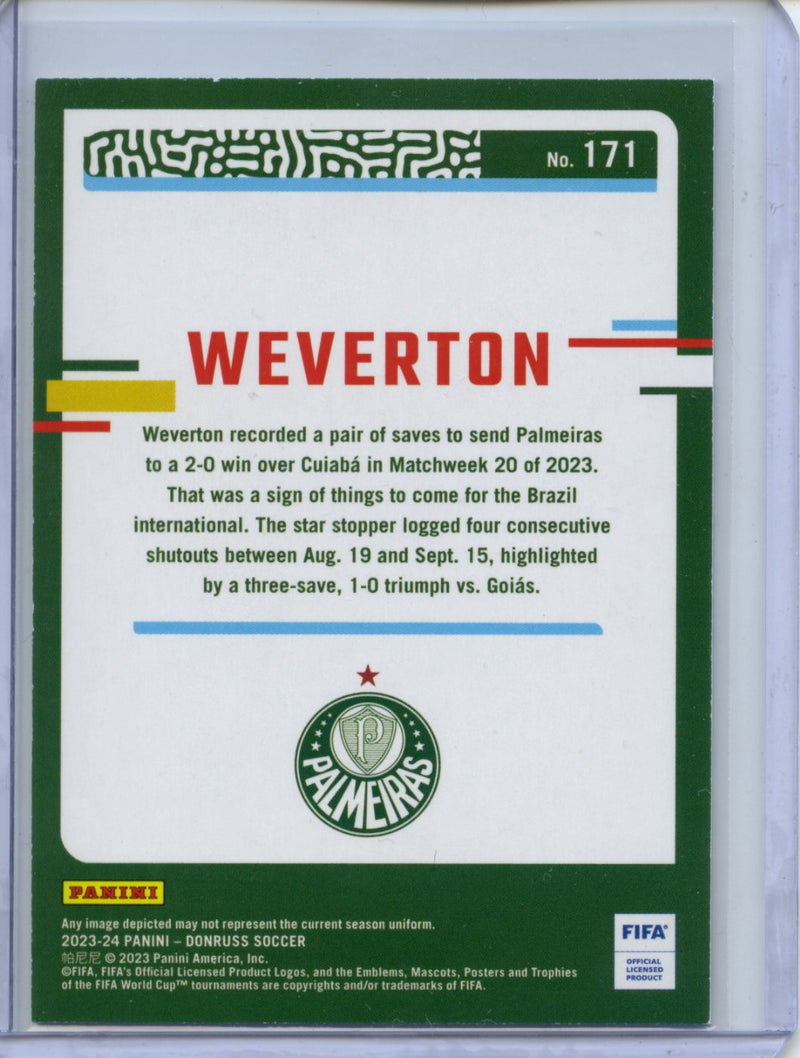 No. 171
WEVERTON
Weverton recorded a pair of saves to send Palmeiras
to a 2-0 win over Cuiabá in Matchweek 20 of 2023.
That was a sign of things to come for the Brazil
international. The star stopper logged four consecutive
shutouts between Aug. 19 and Sept. 15, highlighted
by a three-save, 1-0 triumph vs. Goiás.
P
PALMEIRAS
PANINI
Any image depicted may not represent the current season uniform.
2023-24 PANINI – DONRUSS SOCCER
帕尼尼 © 2023 Panini America, Inc.
©FIFA, FIFA's Official Licensed Product Logos, and the Emblems, Mascots, Posters and Trophies
of the FIFA World Cup™ tournaments are copyrights and/or trademarks of FIFA.
FIFA®
OFFICIAL
LICENSED
PRODUCT